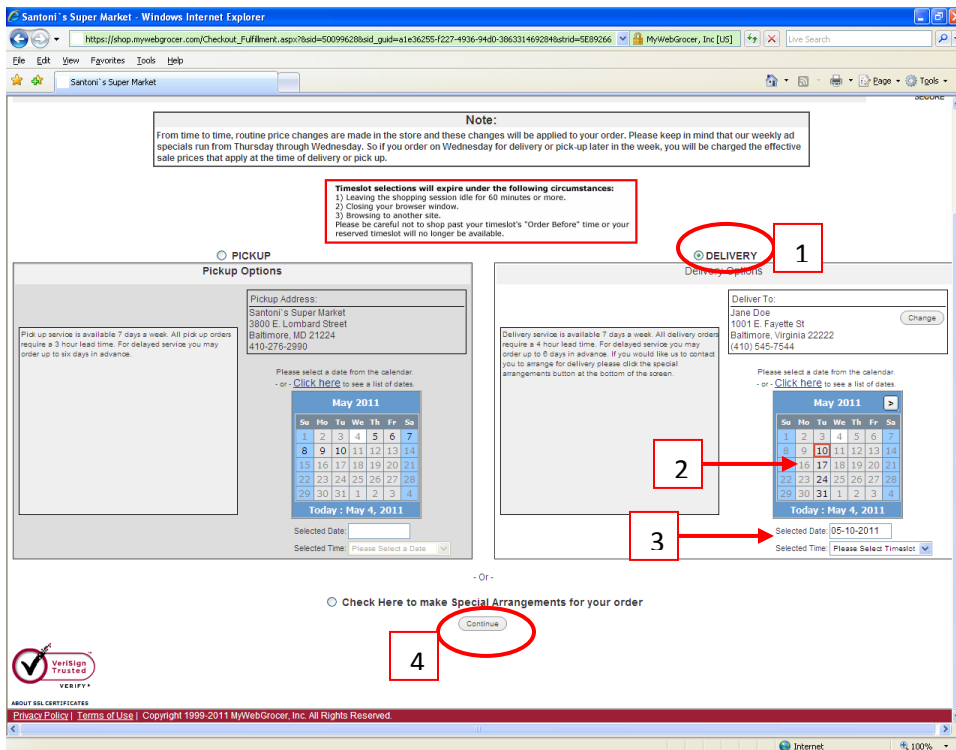 Santoni`s Super Market - Windows Internet Explorer
https://shop.mywebgrocer.com/Checkout_Fulfillment.aspx?&sid=50099628&sid_guid=a1e36255-f227-4936-94d0-386331469284&strid=5E89266
MyWebGrocer, Inc [US]
Live Search
File Edit View Favorites Tools Help
Santoni`s Super Market
Page Tools
SECURE
Note:
From time to time, routine price changes are made in the store and these changes will be applied to your order. Please keep in mind that our weekly ad
specials run from Thursday through Wednesday. So if you order on Wednesday for delivery or pick-up later in the week, you will be charged the effective
sale prices that apply at the time of delivery or pick up.
Timeslot selections will expire under the following circumstances:
1) Leaving the shopping session idle for 60 minutes or more.
2) Closing your browser window.
3) Browsing to another site.
Please be careful not to shop past your timeslot's "Order Before" time or your
reserved timeslot will no longer be available.
PICKUP
Pickup Options
Pickup Address:
Santoni`s Super Market
3800 E. Lombard Street
Baltimore, MD 21224
410-276-2990
Pick up service is available 7 days a week. All pick up orders
require a 3 hour lead time. For delayed service you may
order up to six days in advance.
Please select a date from the calendar.
- or - Click here to see a list of dates.
May 2011
Su Mo Tu We Th Fr Sa
1 2 3 4 5 6 7
8 9 10 11 12 13 14
15 16 17 18 19 20 21
22 23 24 25 26 27 28
29 30 31 1 2 3 4
Today : May 4, 2011
Selected Date:
Selected Time: Please Select a Date
DELIVERY
1
Delivery Options
Deliver To:
Jane Doe
1001 E. Fayette St
Baltimore, Virginia 22222
(410) 545-7544
Change
Delivery service is available 7 days a week. All delivery orders
require a 4 hour lead time. For delayed service you may
order up to 6 days in advance. If you would like us to contact
you to arrange for delivery please click the special
arrangements button at the bottom of the screen.
Please select a date from the calendar.
- or - Click here to see a list of dates.
May 2011 >
Su Mo Tu We Th Fr Sa
1 2 3 4 5 6 7
8 9 10 11 12 13 14
16 17 18 19 20 21
22 23 24 25 26 27 28
29 30 31 1 2 3 4
Today : May 4, 2011
2
3
Selected Date: 05-10-2011
Selected Time: Please Select Timeslot
- Or -
Check Here to make Special Arrangements for your order
Continue
4
VeriSign
Trusted
VERIFY
ABOUT SSL CERTIFICATES
Privacy Policy | Terms of Use | Copyright 1999-2011 MyWebGrocer, Inc. All Rights Reserved.
Internet
100%